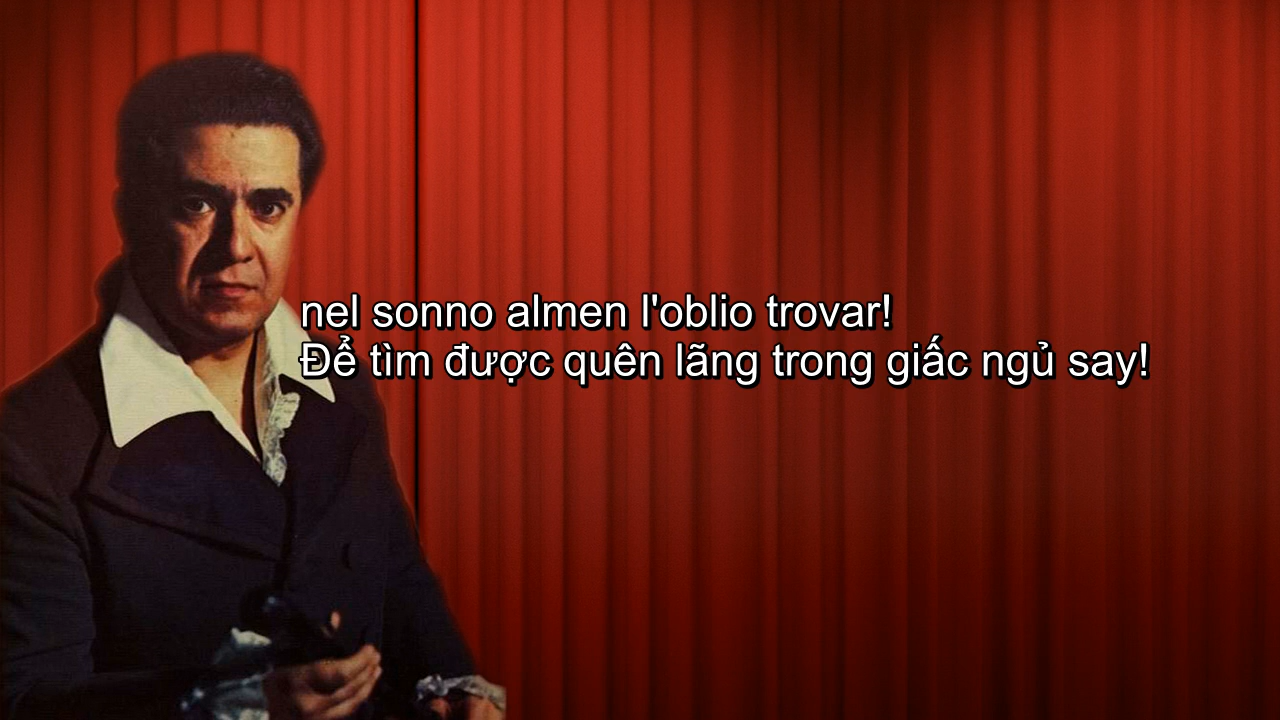 nel sonno almen l'oblio trovar!
Để tìm được quên lãng trong giấc ngủ say!